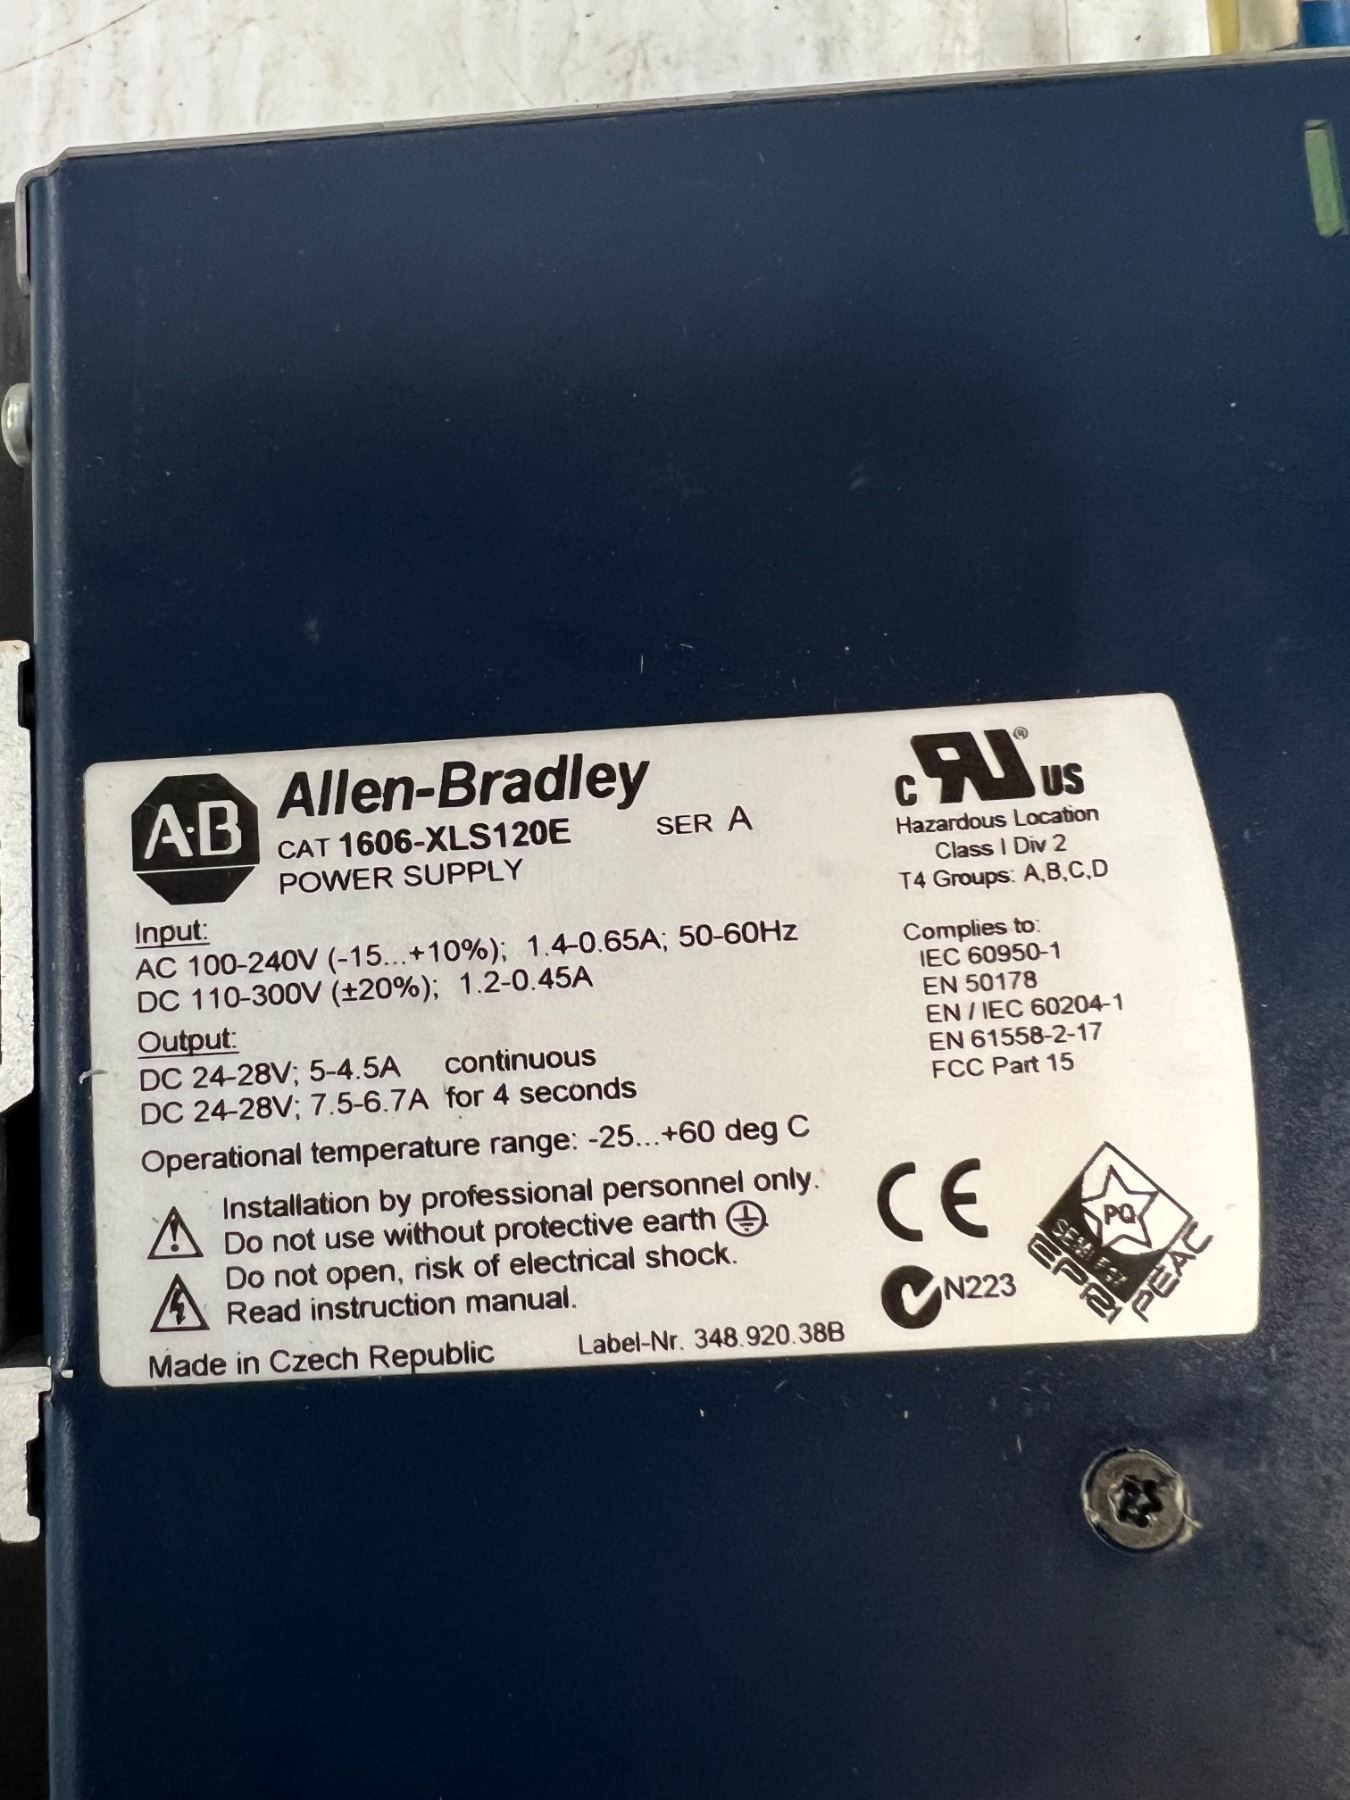 A·B Allen-Bradley
CAT 1606-XLS120E SER A
POWER SUPPLY
Input:
AC 100-240V (-15...+10%); 1.4-0.65A; 50-60Hz
DC 110-300V (±20%); 1.2-0.45A
Output:
DC 24-28V; 5-4.5A continuous
DC 24-28V; 7.5-6.7A for 4 seconds
Operational temperature range: -25...+60 deg C
Installation by professional personnel only.
Do not use without protective earth
Do not open, risk of electrical shock.
Read instruction manual.
Made in Czech Republic Label-Nr. 348.920.38B
C RU ® US
Hazardous Location
Class I Div 2
T4 Groups: A,B,C,D
Complies to:
IEC 60950-1
EN 50178
EN / IEC 60204-1
EN 61558-2-17
FCC Part 15
CE
N223
PQ
SEMI F47
EPRI PEAC